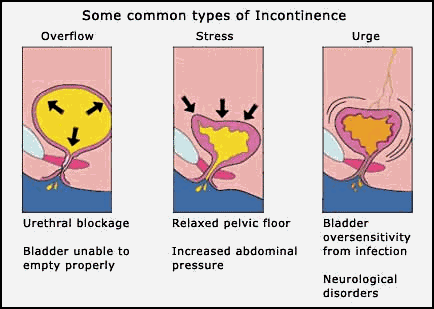 Some common types of Incontinence
Overflow
Stress
Urge
Urethral blockage
Bladder unable to
empty properly
Relaxed pelvic floor
Increased abdominal
pressure
Bladder
oversensitivity
from infection
Neurological
disorders